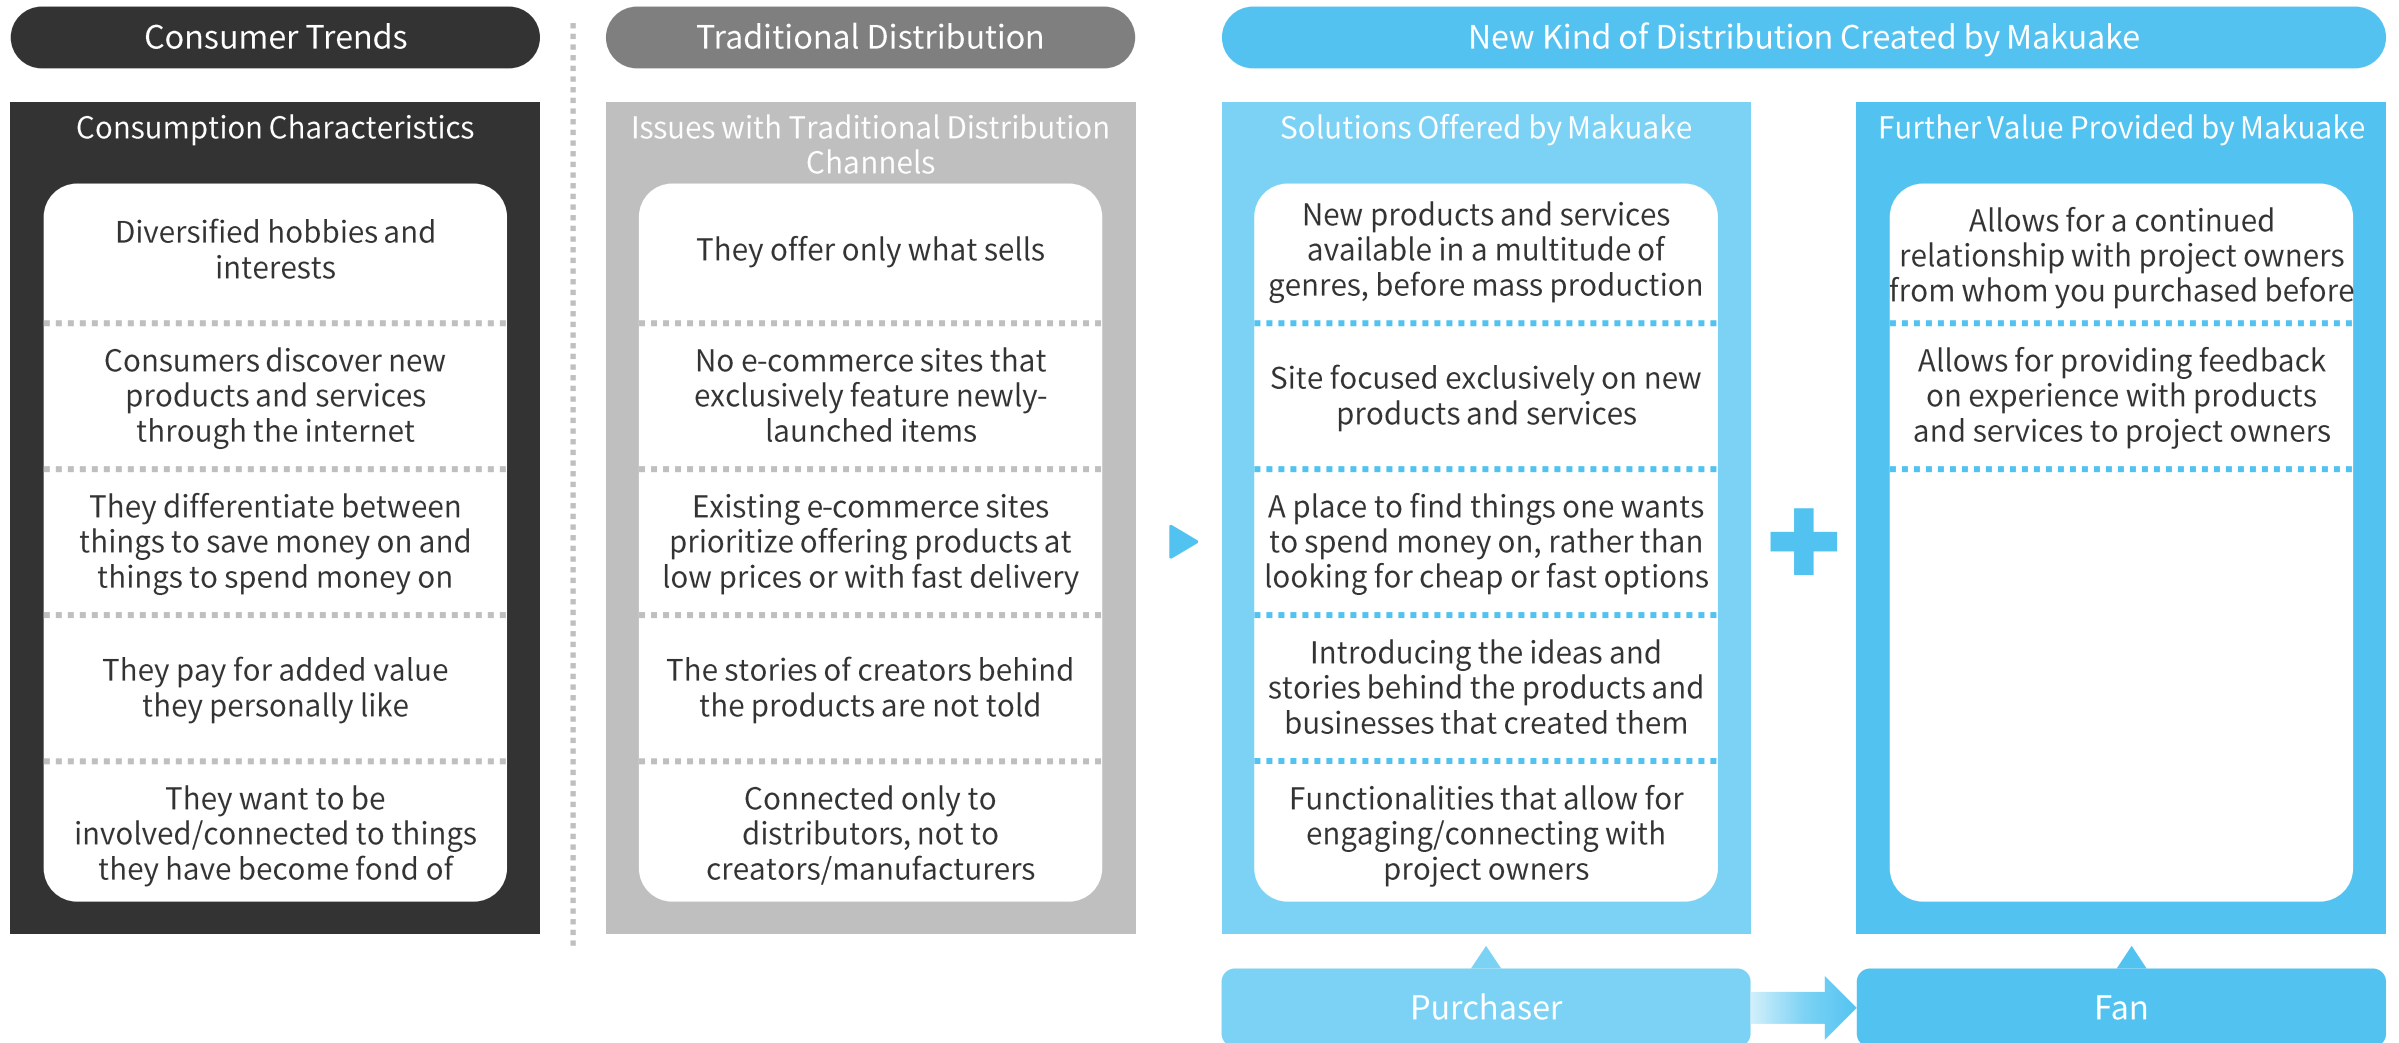 Consumer Trends
Consumption Characteristics
Diversified hobbies and
interests
Consumers discover new
products and services
through the internet
They differentiate between
things to save money on and
things to spend money on
They pay for added value
they personally like
They want to be
involved/connected to things
they have become fond of
Traditional Distribution
Issues with Traditional Distribution
Channels
They offer only what sells
No e-commerce sites that
exclusively feature newly-
launched items
Existing e-commerce sites
prioritize offering products at
low prices or with fast delivery
The stories of creators behind
the products are not told
Connected only to
distributors, not to
creators/manufacturers
New Kind of Distribution Created by Makuake
Solutions Offered by Makuake
New products and services
available in a multitude of
genres, before mass production
Site focused exclusively on new
products and services
A place to find things one wants
to spend money on, rather than
looking for cheap or fast options
Introducing the ideas and
stories behind the products and
businesses that created them
Functionalities that allow for
engaging/connecting with
project owners
Further Value Provided by Makuake
Allows for a continued
relationship with project owners
from whom you purchased before
Allows for providing feedback
on experience with products
and services to project owners
Purchaser
Fan